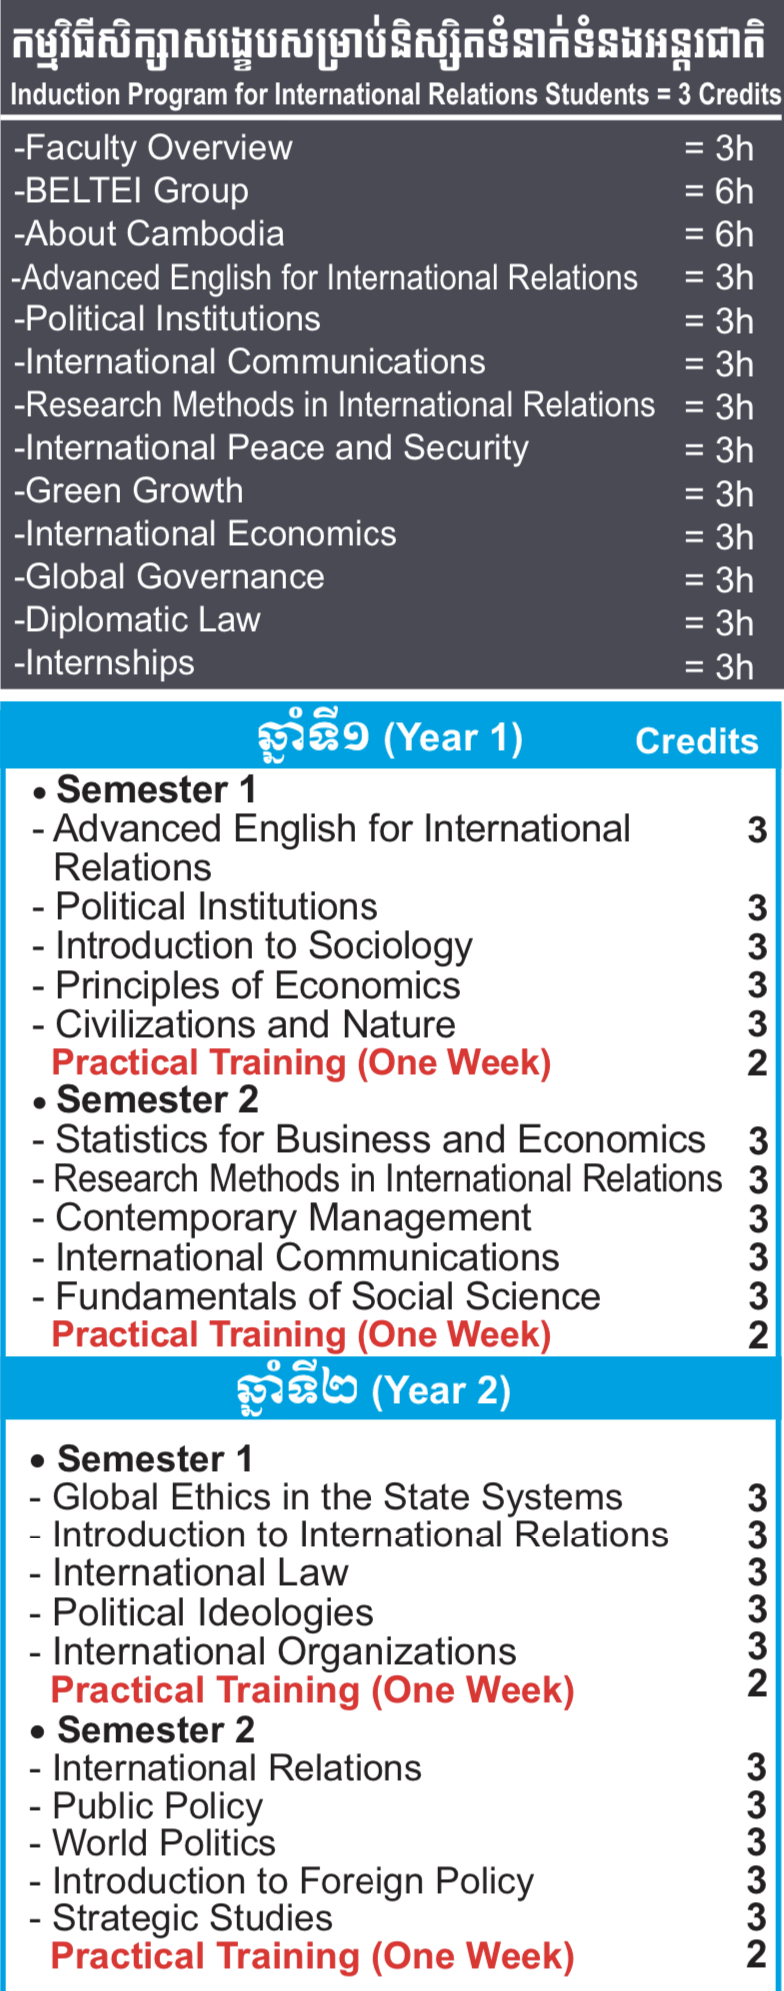 កម្មវិធីសិក្សាសង្ខេបសម្រាប់និស្សិតទំនាក់ទំនងអន្តរជាតិ
Induction Program for International Relations Students = 3 Credits
-Faculty Overview = 3h
-BELTEI Group = 6h
-About Cambodia = 6h
-Advanced English for International Relations = 3h
-Political Institutions = 3h
-International Communications = 3h
-Research Methods in International Relations = 3h
-International Peace and Security = 3h
-Green Growth = 3h
-International Economics = 3h
-Global Governance = 3h
-Diplomatic Law = 3h
-Internships = 3h
ឆ្នាំទី១ (Year 1) Credits
• Semester 1
- Advanced English for International 3
Relations
- Political Institutions 3
- Introduction to Sociology 3
- Principles of Economics 3
- Civilizations and Nature 3
Practical Training (One Week) 2
• Semester 2
- Statistics for Business and Economics 3
- Research Methods in International Relations 3
- Contemporary Management 3
- International Communications 3
- Fundamentals of Social Science 3
Practical Training (One Week) 2
ឆ្នាំទី២ (Year 2)
• Semester 1
- Global Ethics in the State Systems 3
- Introduction to International Relations 3
- International Law 3
- Political Ideologies 3
- International Organizations 3
Practical Training (One Week) 2
• Semester 2
- International Relations 3
- Public Policy 3
- World Politics 3
- Introduction to Foreign Policy 3
- Strategic Studies 3
Practical Training (One Week) 2